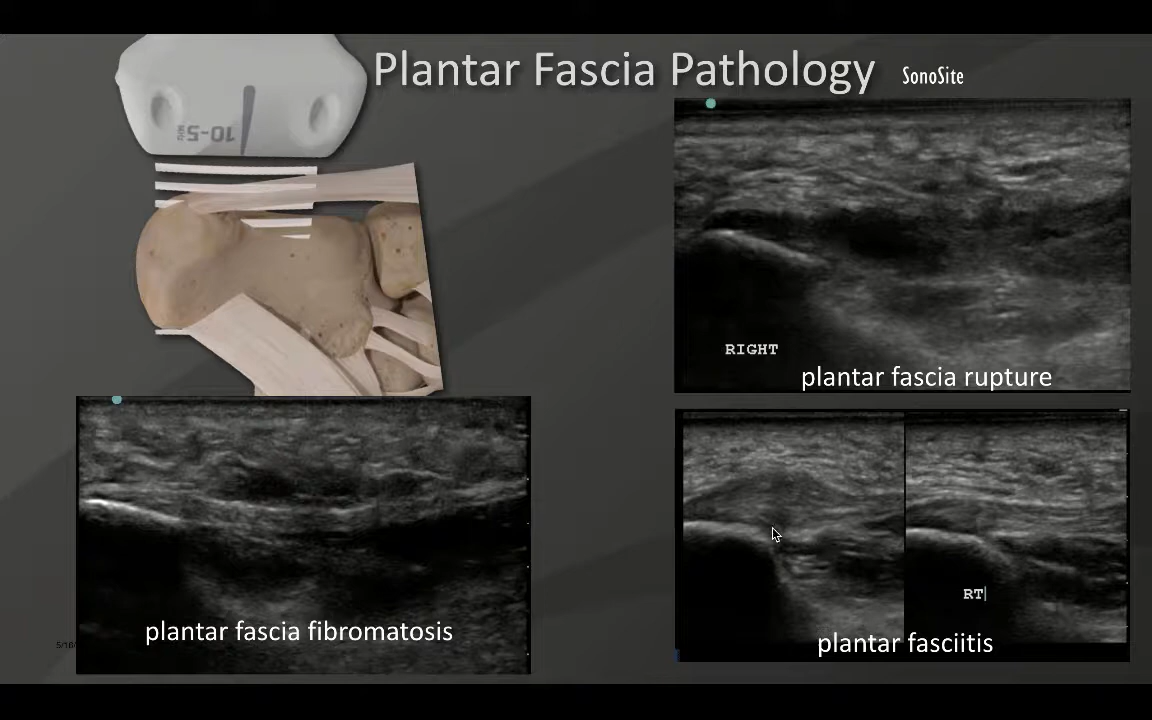 Plantar Fascia Pathology SonoSite
10-5
RIGHT
plantar fascia rupture
plantar fascia fibromatosis
RT
plantar fasciitis